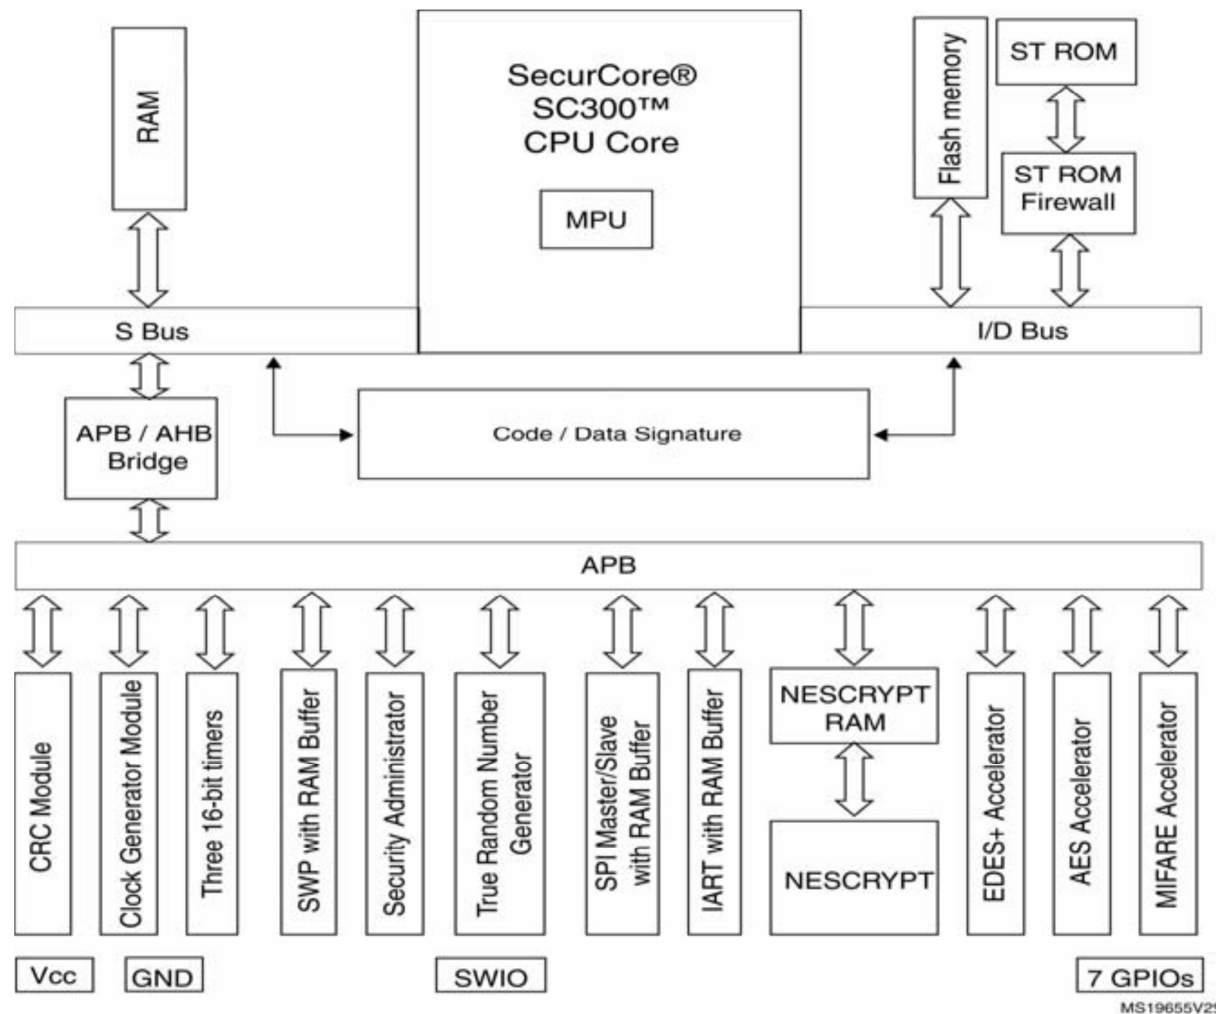 RAM
SecurCore®
SC300™
CPU Core
MPU
Flash memory
ST ROM
ST ROM
Firewall
S Bus
I/D Bus
APB / AHB
Bridge
Code / Data Signature
APB
CRC Module
Clock Generator Module
Three 16-bit timers
SWP with RAM Buffer
Security Administrator
True Random Number
Generator
SPI Master/Slave
with RAM Buffer
IART with RAM Buffer
NESCRYPT
RAM
NESCRYPT
EDES+ Accelerator
AES Accelerator
MIFARE Accelerator
Vcc
GND
SWIO
7 GPIOs